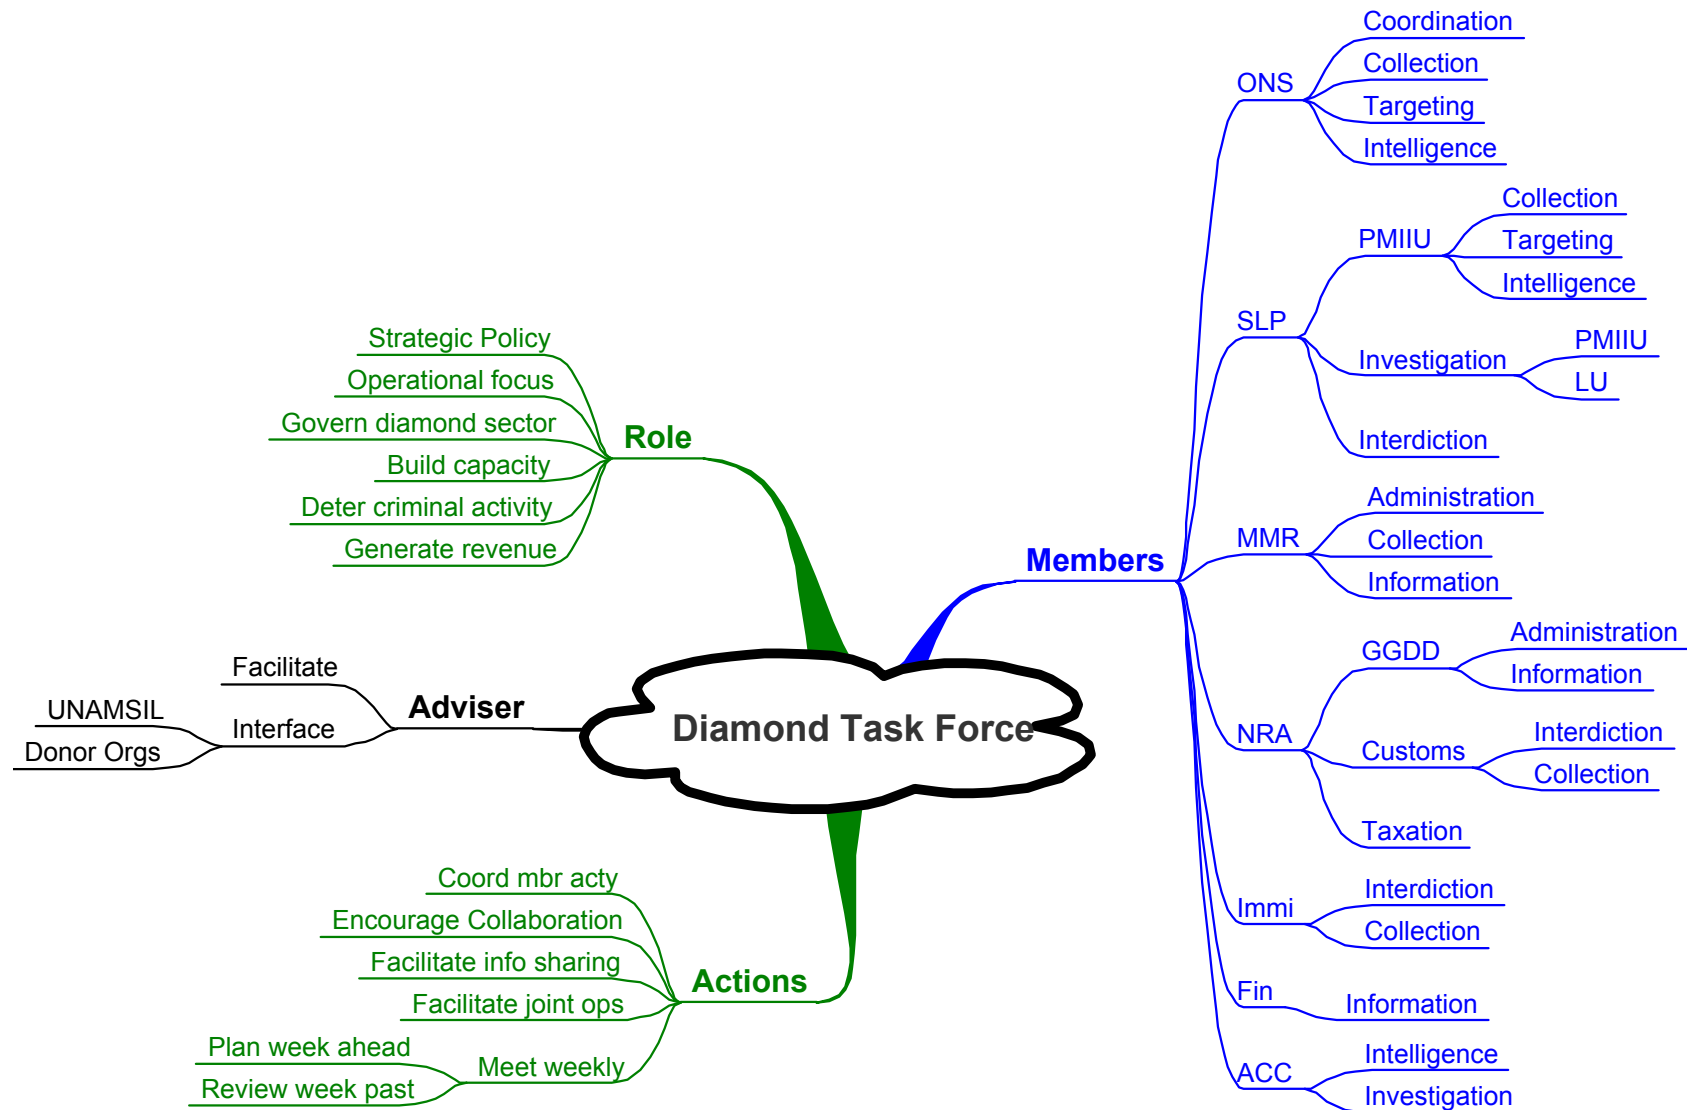 Diamond Task Force
Role
Strategic Policy
Operational focus
Govern diamond sector
Build capacity
Deter criminal activity
Generate revenue
Adviser
Facilitate
Interface
UNAMSIL
Donor Orgs
Actions
Coord mbr acty
Encourage Collaboration
Facilitate info sharing
Facilitate joint ops
Meet weekly
Plan week ahead
Review week past
Members
ONS
Coordination
Collection
Targeting
Intelligence
SLP
PMIIU
Collection
Targeting
Intelligence
Investigation
PMIIU
LU
Interdiction
MMR
Administration
Collection
Information
NRA
GGDD
Administration
Information
Customs
Interdiction
Collection
Taxation
Immi
Interdiction
Collection
Fin
Information
ACC
Intelligence
Investigation